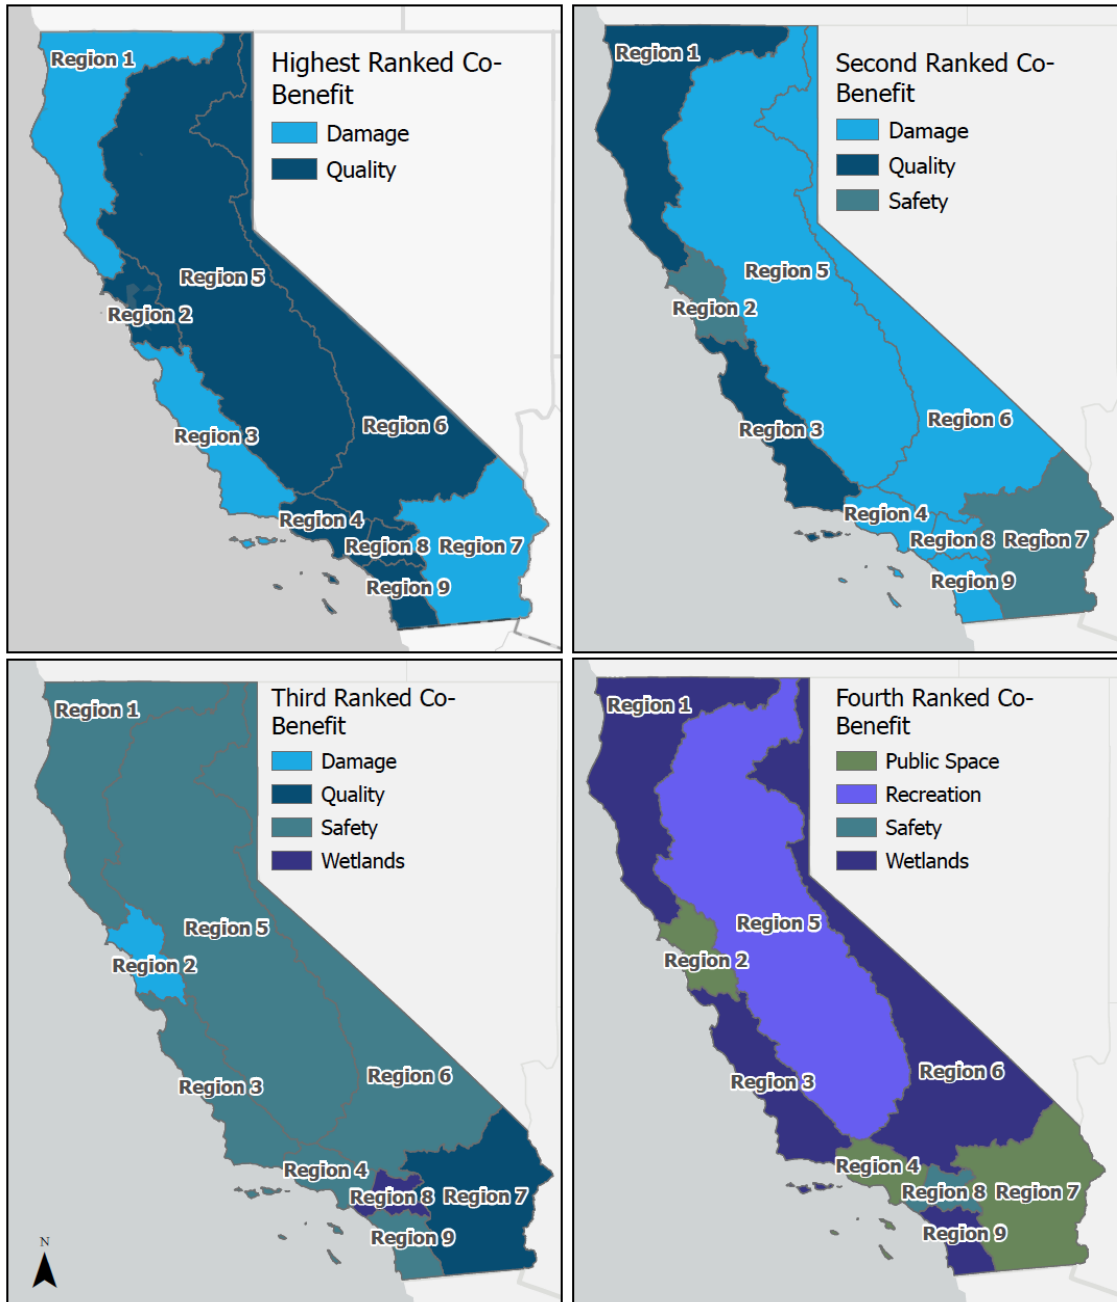 Region 1
Highest Ranked Co-
Benefit
Damage
Quality
Region 5
Region 2
Region 6
Region 3
Region 4
Region 8
Region 7
Region 9
Region 1
Second Ranked Co-
Benefit
Damage
Quality
Safety
Region 5
Region 2
Region 6
Region 3
Region 4
Region 8
Region 7
Region 9
Region 1
Third Ranked Co-
Benefit
Damage
Quality
Safety
Wetlands
Region 5
Region 2
Region 6
Region 3
Region 4
Region 8
Region 7
Region 9
N
Region 1
Fourth Ranked Co-
Benefit
Public Space
Recreation
Safety
Wetlands
Region 5
Region 2
Region 6
Region 3
Region 4
Region 8
Region 7
Region 9